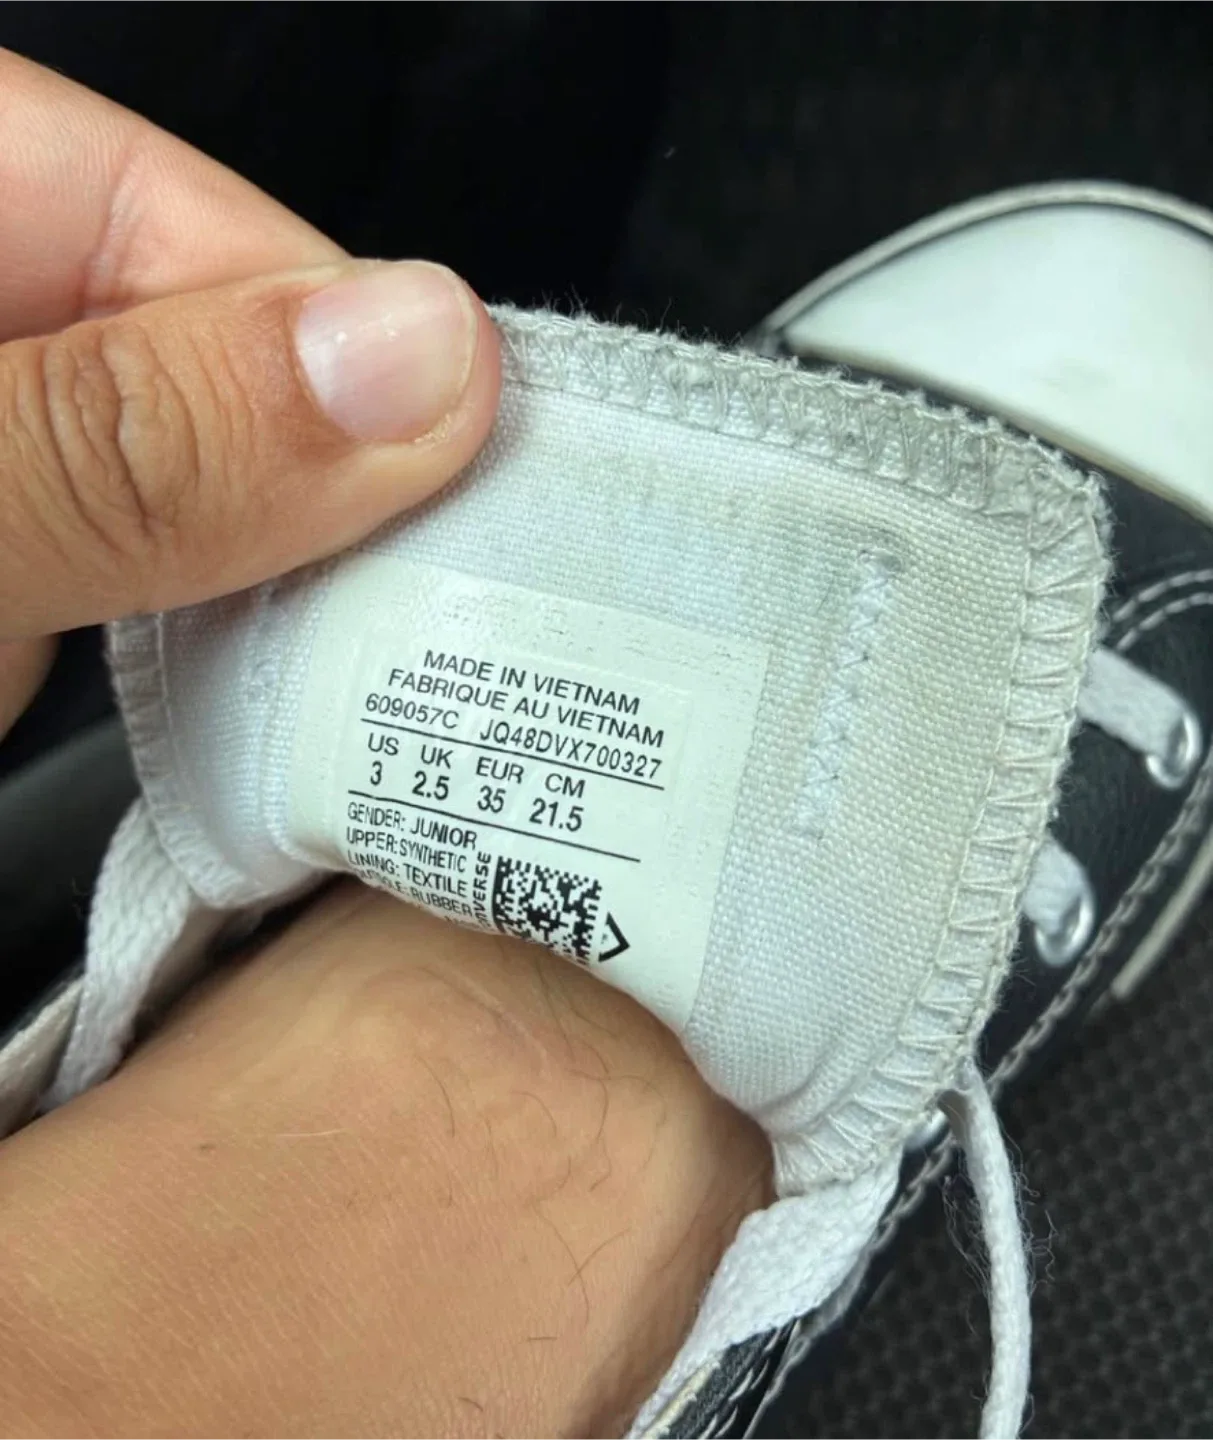 MADE IN VIETNAM
FABRIQUE AU VIETNAM
609057C JQ48DVX700327
US UK EUR CM
3 2.5 35 21.5
GENDER: JUNIOR
UPPER: SYNTHETIC
LINING: TEXTILE
RUBBER